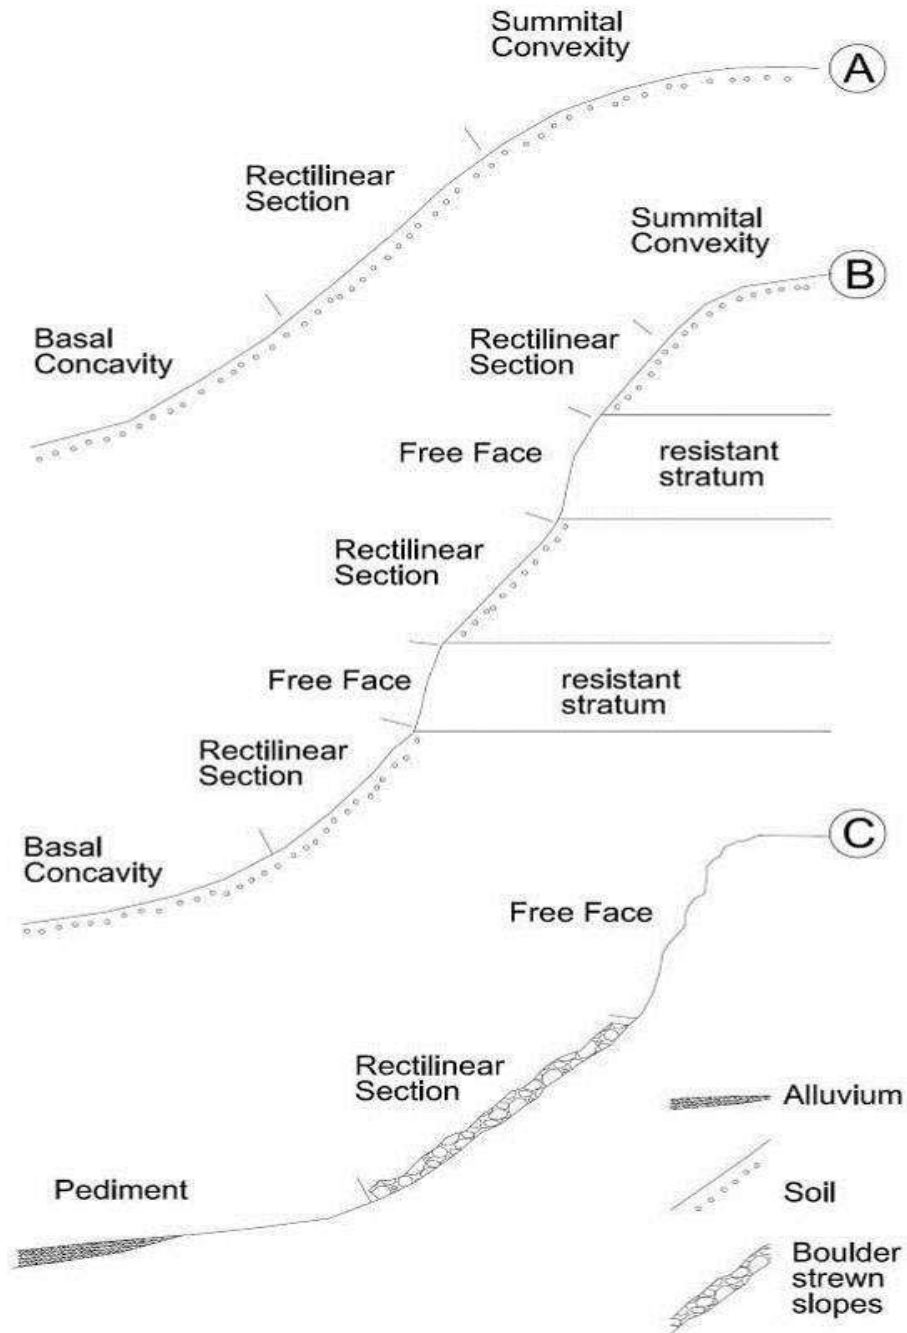 Summital
Convexity
A
Rectilinear
Section
Summital
Convexity
B
Basal
Concavity
Rectilinear
Section
Free Face
resistant
stratum
Rectilinear
Section
Free Face
resistant
stratum
Rectilinear
Section
Basal
Concavity
C
Free Face
Rectilinear
Section
Alluvium
Pediment
Soil
Boulder
strewn
slopes